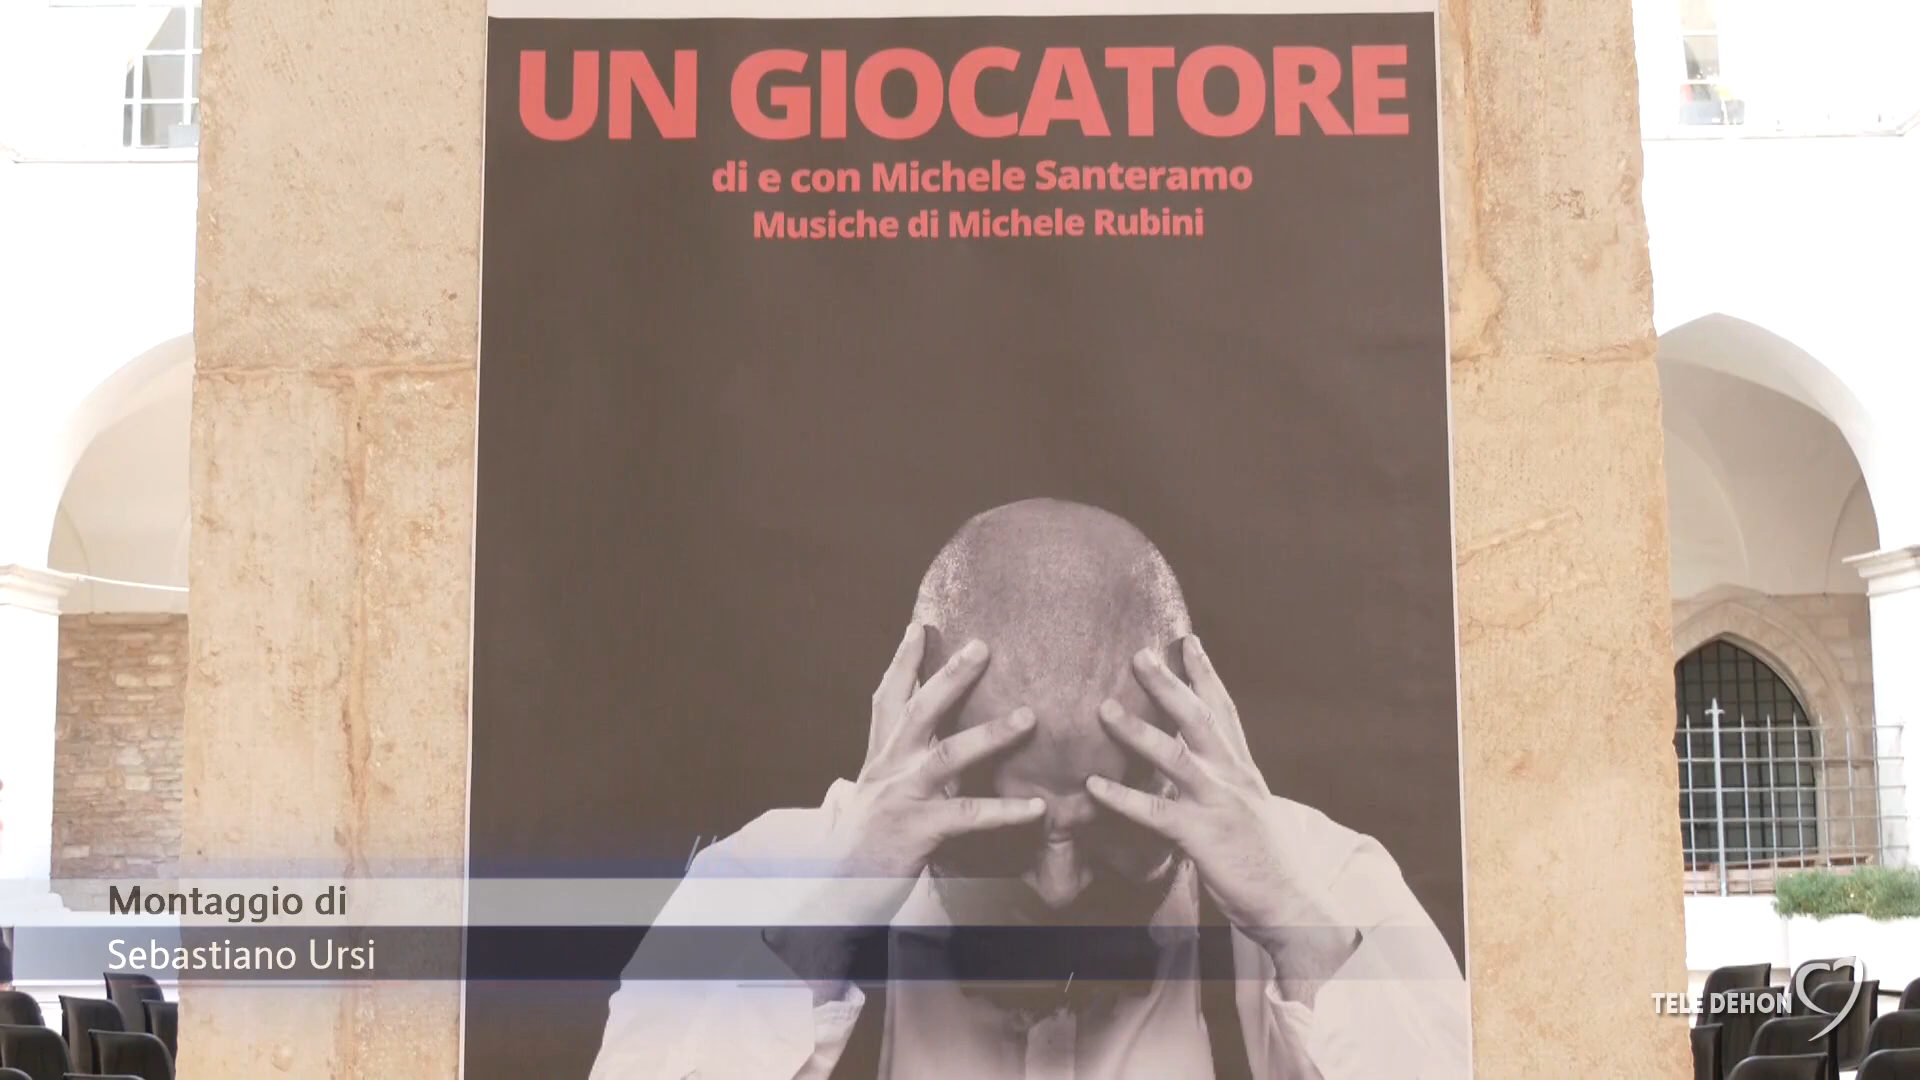 UN GIOCATORE
di e con Michele Santeramo
Musiche di Michele Rubini
Montaggio di
Sebastiano Ursi
TELE DEHON